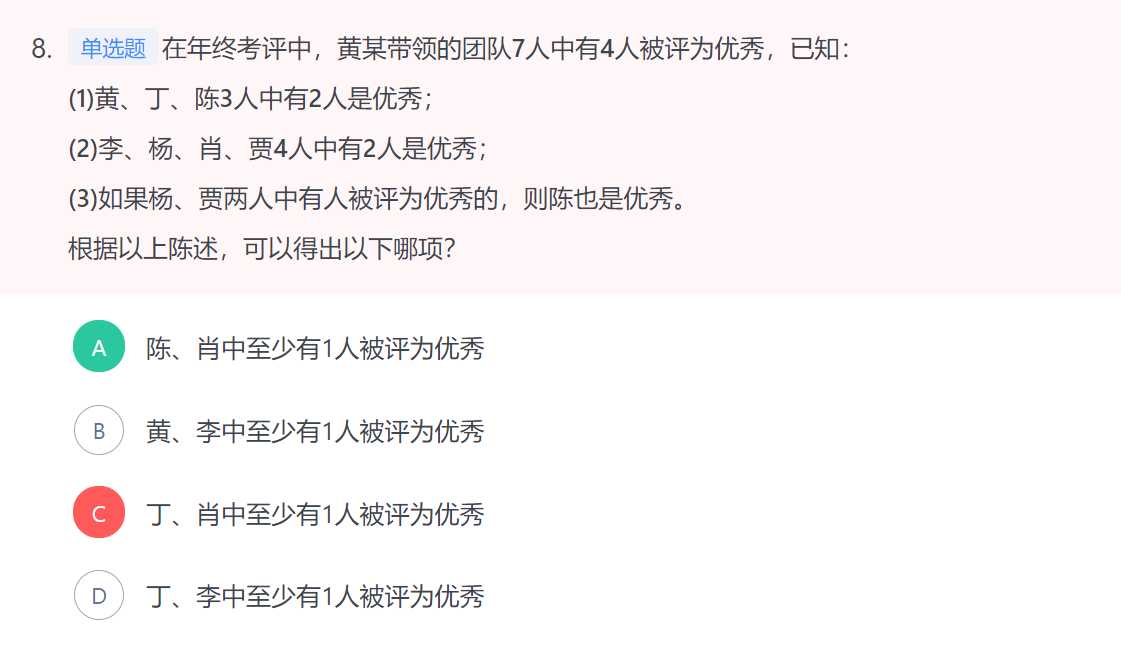 8. 单选题 在年终考评中，黄某带领的团队7人中有4人被评为优秀，已知：
(1)黄、丁、陈3人中有2人是优秀；
(2)李、杨、肖、贾4人中有2人是优秀；
(3)如果杨、贾两人中有人被评为优秀的，则陈也是优秀。
根据以上陈述，可以得出以下哪项？
A 陈、肖中至少有1人被评为优秀
B 黄、李中至少有1人被评为优秀
C 丁、肖中至少有1人被评为优秀
D 丁、李中至少有1人被评为优秀